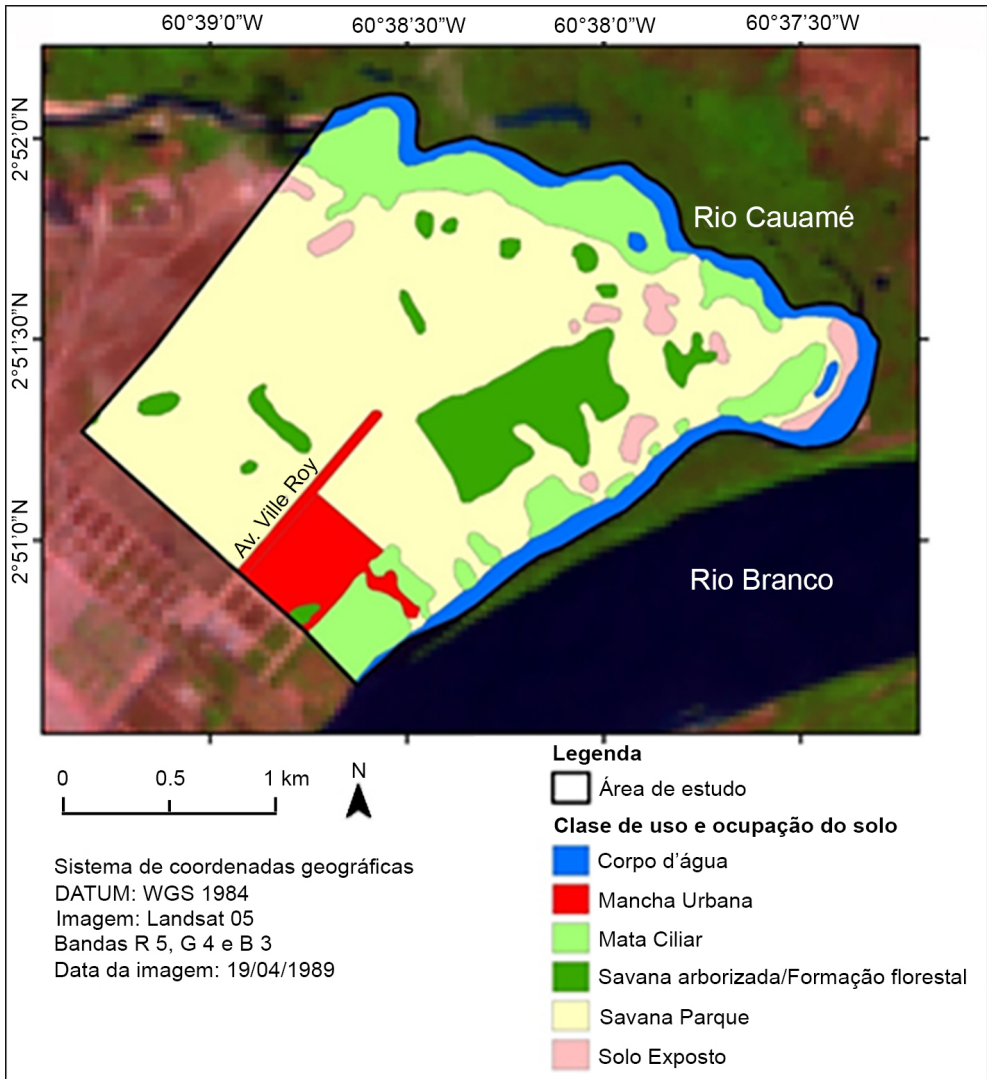 60°39'0"W 60°38'30"W 60°38'0"W 60°37'30"W
2°52'0"N
2°51'30"N
2°51'0"N
Rio Cauamé
Av. Ville Roy
Rio Branco
0 0.5 1 km
N
Sistema de coordenadas geográficas
DATUM: WGS 1984
Imagem: Landsat 05
Bandas R 5, G 4 e B 3
Data da imagem: 19/04/1989
Legenda
Área de estudo
Clase de uso e ocupação do solo
Corpo d'água
Mancha Urbana
Mata Ciliar
Savana arborizada/Formação florestal
Savana Parque
Solo Exposto